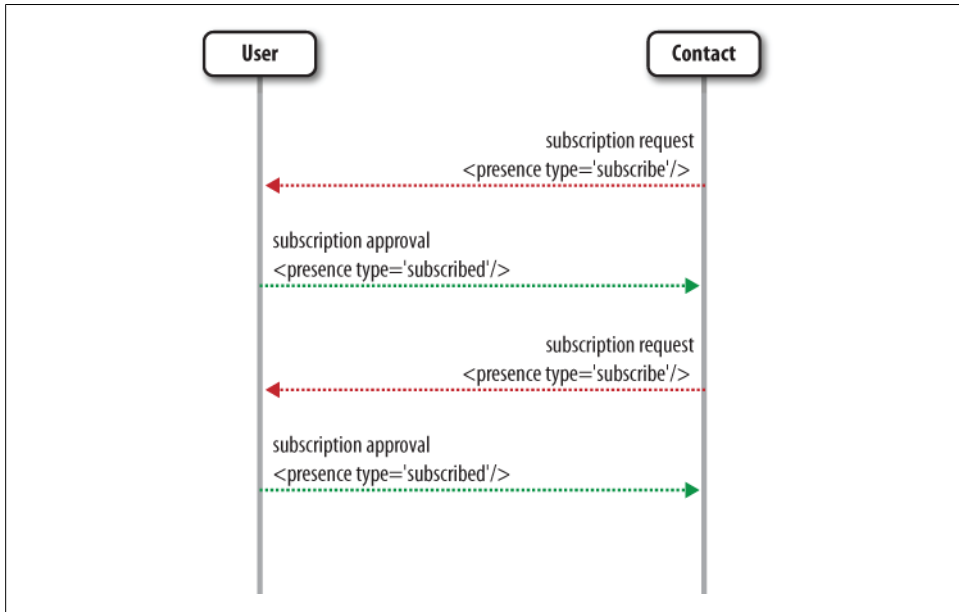 User
Contact
subscription request
<presence type='subscribe'/>
subscription approval
<presence type='subscribed'/>
subscription request
<presence type='subscribe'/>
subscription approval
<presence type='subscribed'/>